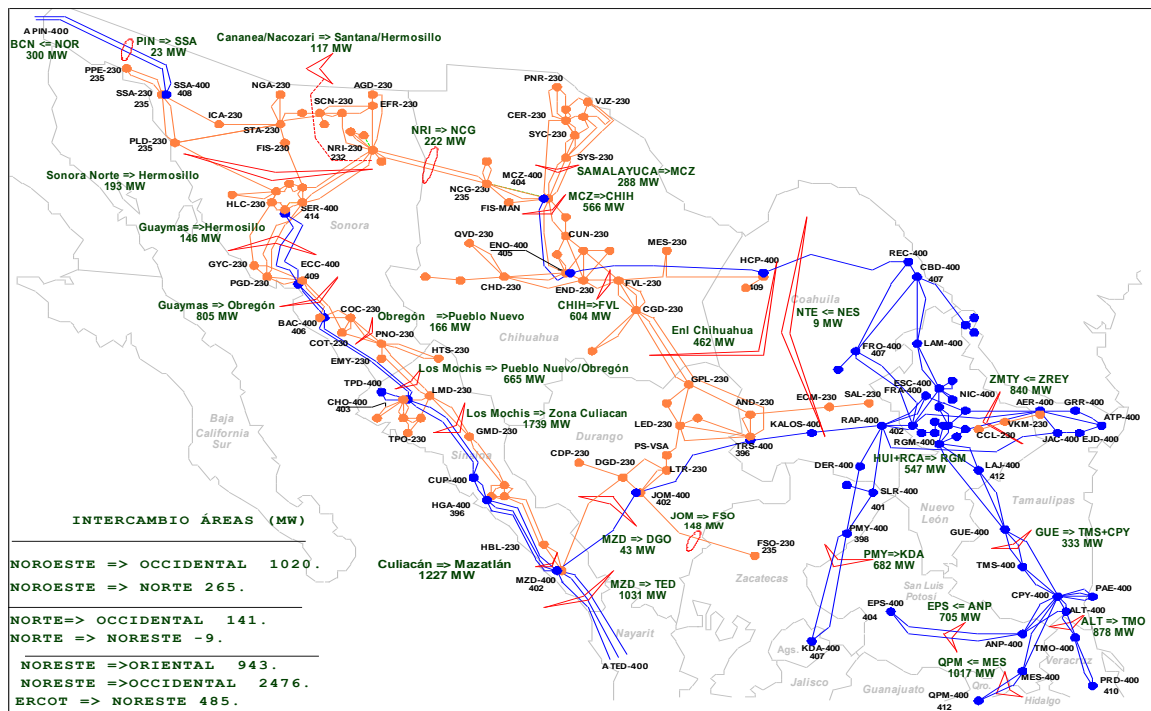 A PIN-400
BCN <= NOR
300 MW
PIN => SSA
23 MW
Cananea/Nacozari => Santana/Hermosillo
117 MW
PPE-230
235
SSA-400
408
SSA-230
235
NGA-230
AGD-230
SCN-230
EFR-230
ICA-230
STA-230
PLD-230
235
FIS-230
NRI-230
232
NRI => NCG
222 MW
PNR-230
VJZ-230
CER-230
SYC-230
SYS-230
MCZ-400
404
SAMALAYUCA=>MCZ
288 MW
Sonora Norte => Hermosillo
193 MW
NCG-230
235
FIS-MAN
MCZ=>CHIH
566 MW
HLC-230
SER-400
414
Sonora
Guaymas =>Hermosillo
146 MW
QVD-230
ENO-400
405
CUN-230
MES-230
GYC-230
ECC-400
409
PGD-230
CHD-230
END-230
FVL-230
HCP-400
409
REC-400
CBD-400
407
Coahuila
Guaymas => Obregón
805 MW
CHIH=>FVL
604 MW
CGD-230
NTE <= NES
9 MW
BAC-400
406
COC-230
Obregón =>Pueblo Nuevo
166 MW
Chihuahua
Enl Chihuahua
462 MW
COT-230
PNO-230
EMY-230
HTS-230
FRO-400
407
LAM-400
Los Mochis => Pueblo Nuevo/Obregón
665 MW
TPD-400
LMD-230
GPL-230
ESC-400
FRA-400
NIC-400
ZMTY <= ZREY
840 MW
CHO-400
403
ECM-230
SAL-230
AER-400
GRR-400
AND-230
ATP-400
Los Mochis => Zona Culiacan
1739 MW
TPO-230
GMD-230
LED-230
KALOS-400
RAP-400
402
RGM-400
VKM-230
CCL-230
JAC-400
EJD-400
Baja
California
Sur
Durango
TRS-400
396
PS-VSA
HUI+RCA=> RGM
547 MW
Sinaloa
CDP-230
DGD-230
LTR-230
DER-400
LAJ-400
412
CUP-400
HGA-400
396
JOM-400
402
SLR-400
401
Tamaulipas
Nuevo
León
INTERCAMBIO ÁREAS (MW)
JOM => FSO
148 MW
PMY-400
398
GUE-400
GUE => TMS+CPY
333 MW
HBL-230
MZD => DGO
43 MW
FSO-230
235
NOROESTE => OCCIDENTAL 1020.
Culiacán => Mazatlán
1227 MW
PMY=>KDA
682 MW
TMS-400
MZD-400
402
MZD => TED
1031 MW
Zacatecas
San Luis
Potosi
NOROESTE => NORTE 265.
CPY-400
PAE-400
EPS-400
404
EPS <= ANP
705 MW
ALT-400
ALT => TMO
878 MW
NORTE=> OCCIDENTAL 141.
NORTE => NORESTE -9.
Nayarit
Ags.
KDA-400
407
ANP-400
TMO-400
Veracruz
NORESTE =>ORIENTAL 943.
A TED-400
QPM <= MES
1017 MW
NORESTE =>OCCIDENTAL 2476.
Jalisco
Guanajuato
Qro.
MES-400
PRD-400
410
ERCOT => NORESTE 485.
QPM-400
412
Hidalgo